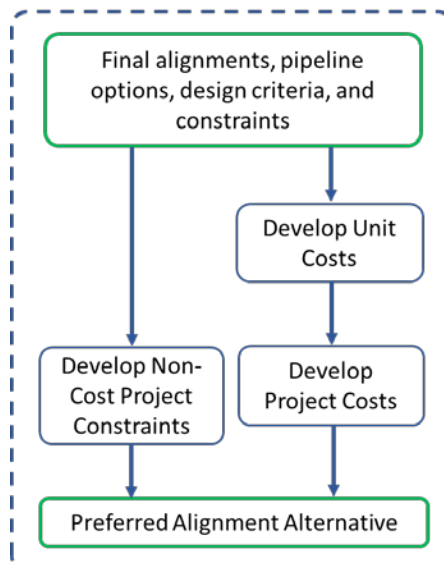 Final alignments, pipeline
options, design criteria, and
constraints
Develop Unit
Costs
Develop Non-
Cost Project
Constraints
Develop
Project Costs
Preferred Alignment Alternative